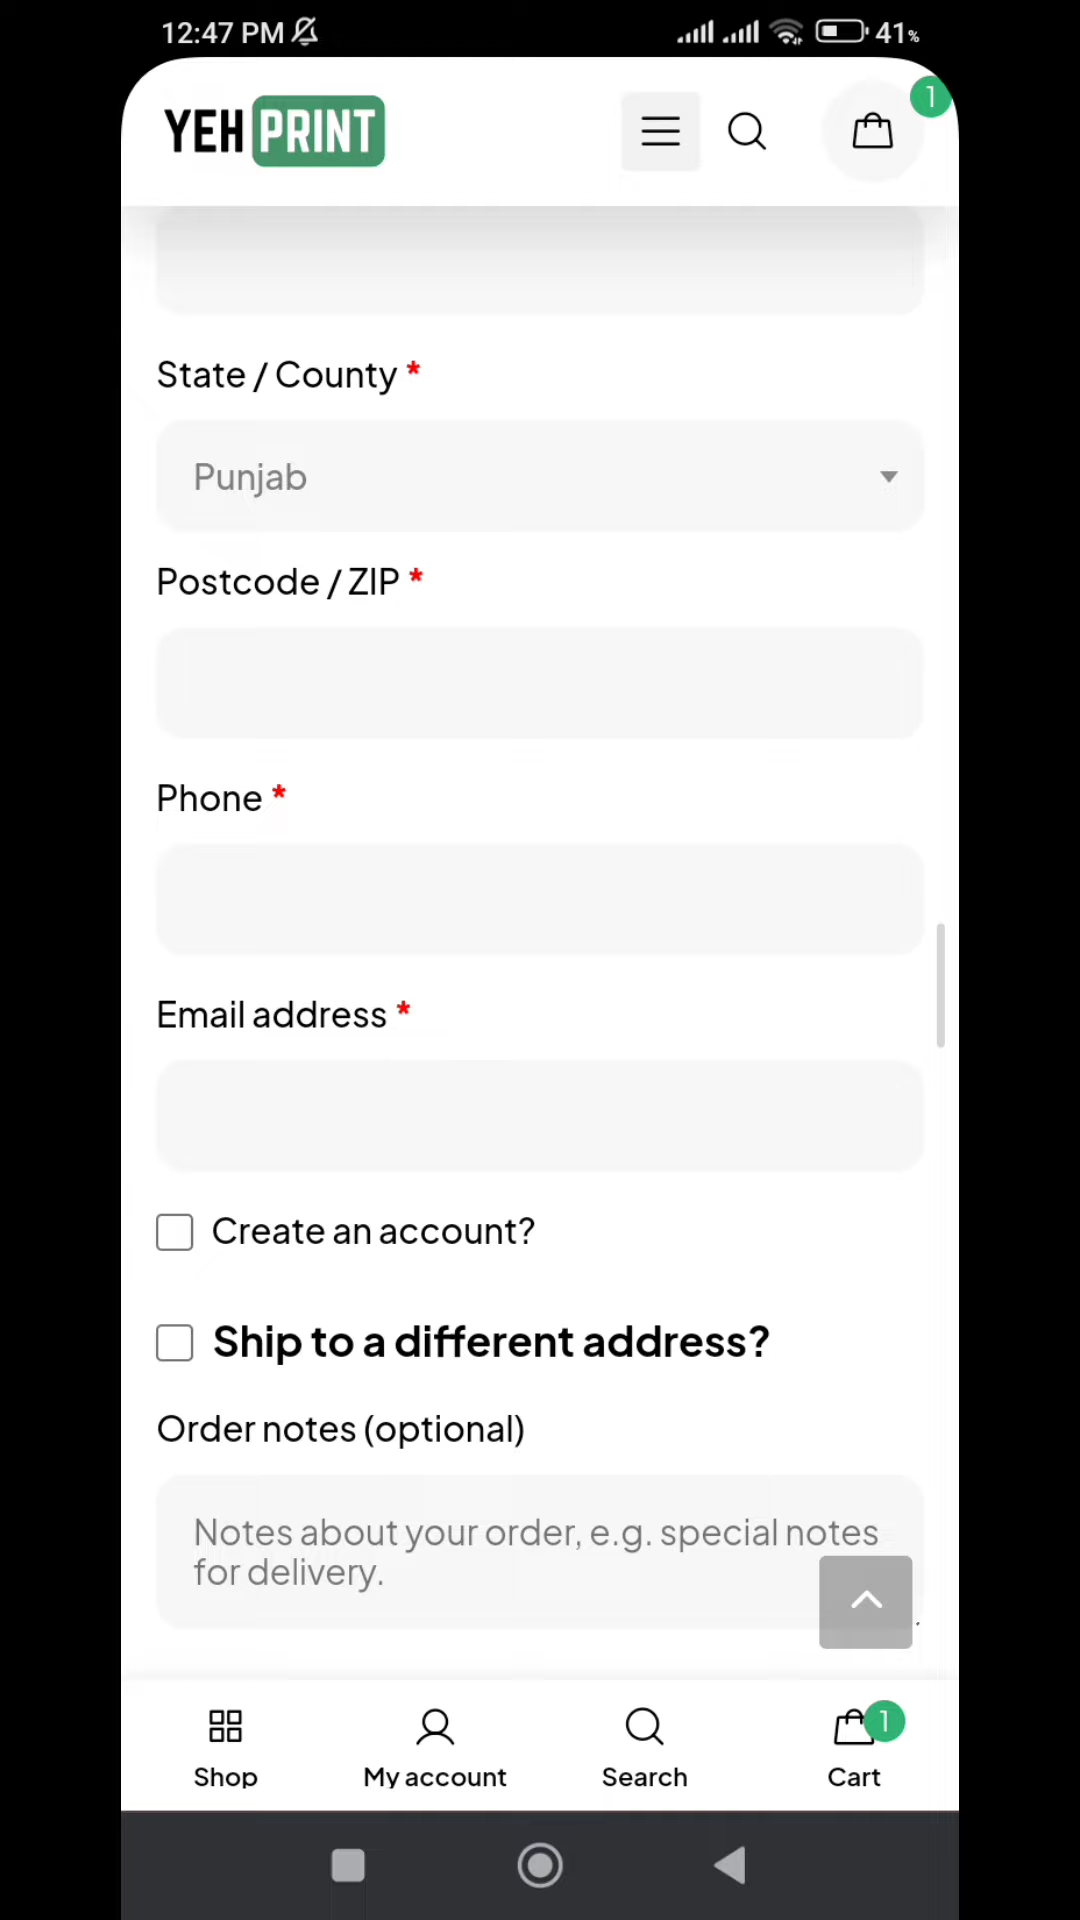 12:47 PM 41%
YEH PRINT 1
State / County *
Punjab
Postcode / ZIP *
Phone *
Email address *
Create an account?
Ship to a different address?
Order notes (optional)
Notes about your order, e.g. special notes
for delivery.
1
Shop My account Search Cart